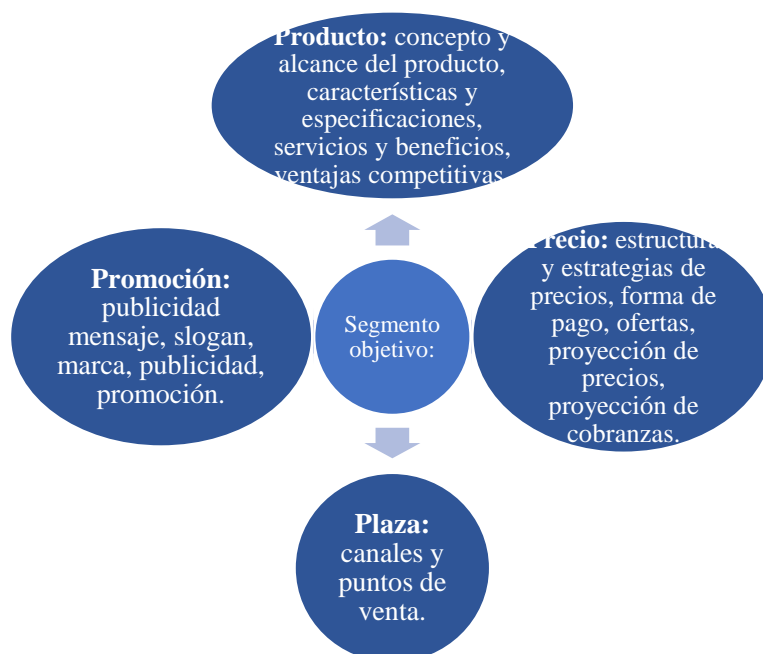 Producto: concepto y
alcance del producto,
características y
especificaciones,
servicios y beneficios,
ventajas competitivas.
Promoción:
publicidad
mensaje, slogan,
marca, publicidad,
promoción.
Segmento
objetivo:
Precio: estructura
y estrategias de
precios, forma de
pago, ofertas,
proyección de
precios,
proyección de
cobranzas.
Plaza:
canales y
puntos de
venta.